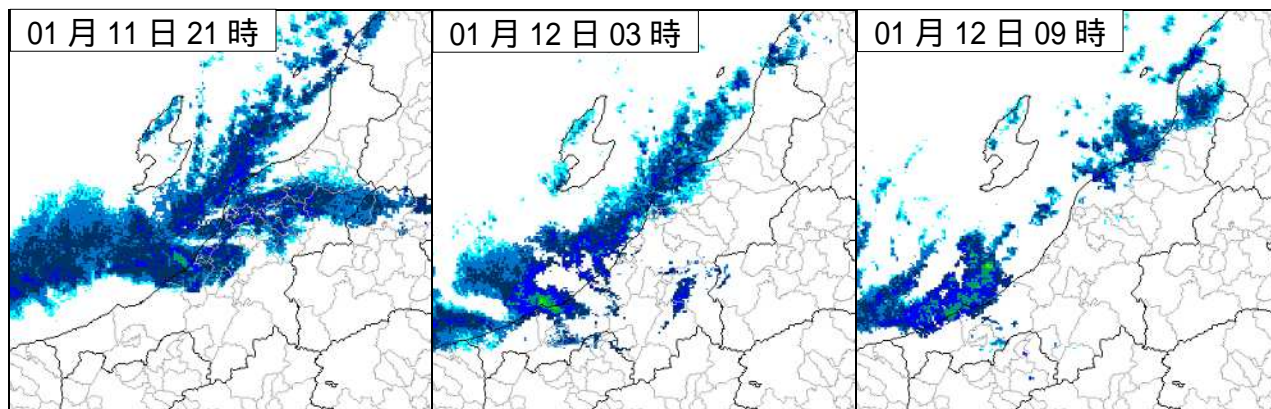 01 月 11 日 21 時
01 月 12 日 03 時
01 月 12 日 09 時